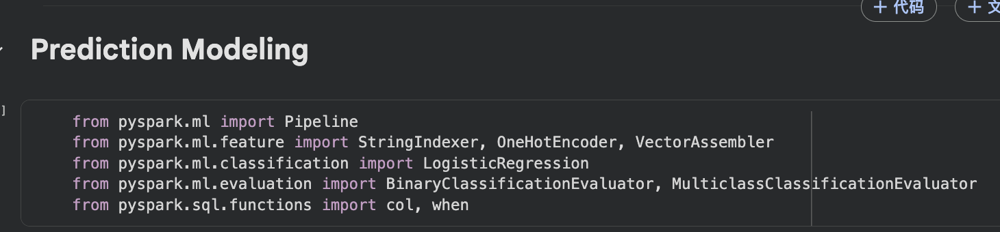 + 代码
+ 文
Prediction Modeling
]
from pyspark.ml import Pipeline
from pyspark.ml.feature import StringIndexer, OneHotEncoder, VectorAssembler
from pyspark.ml.classification import LogisticRegression
from pyspark.ml.evaluation import BinaryClassificationEvaluator, MulticlassClassificationEvaluator
from pyspark.sql.functions import col, when